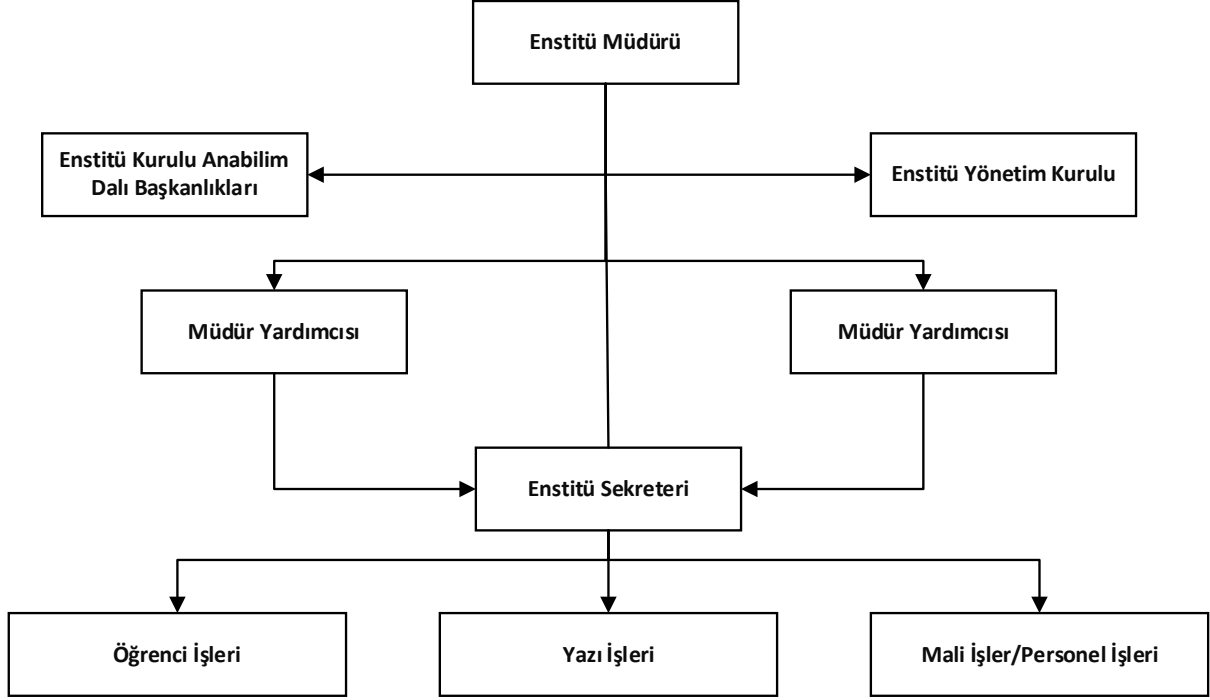 Enstitü Müdürü
Enstitü Kurulu Anabilim
Dalı Başkanlıkları
Enstitü Yönetim Kurulu
Müdür Yardımcısı
Müdür Yardımcısı
Enstitü Sekreteri
Öğrenci İşleri
Yazı İşleri
Mali İşler/Personel İşleri